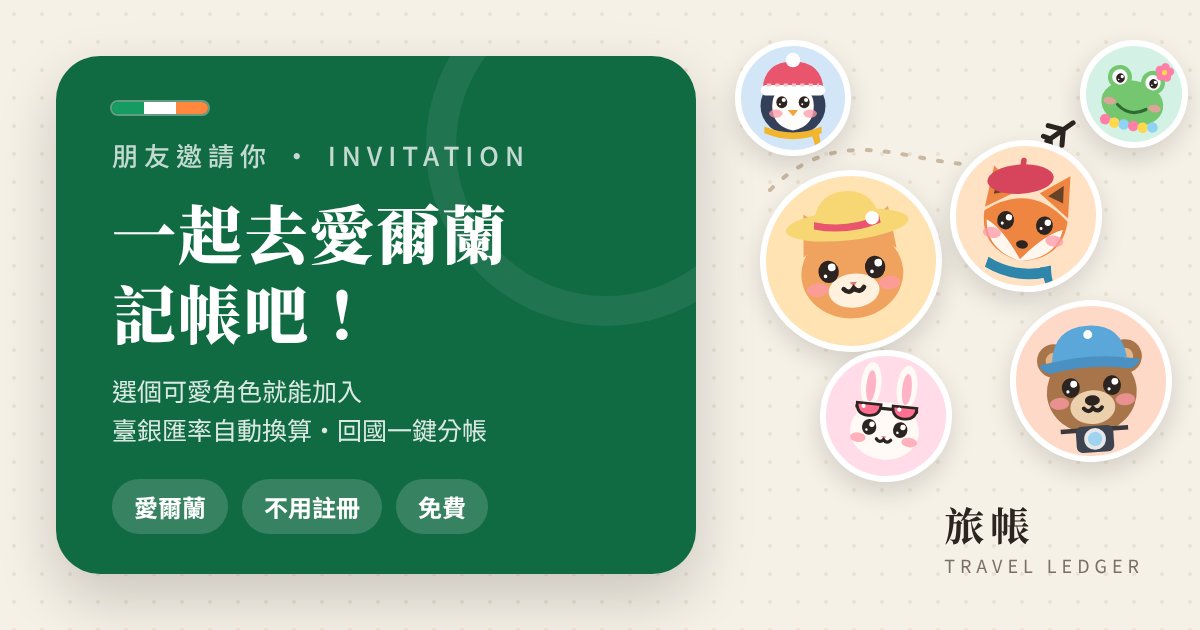 朋友邀請你 • INVITATION
一起去愛爾蘭
記帳吧！
選個可愛角色就能加入
臺銀匯率自動換算・回國一鍵分帳
愛爾蘭 不用註冊 免費
旅帳
TRAVEL LEDGER